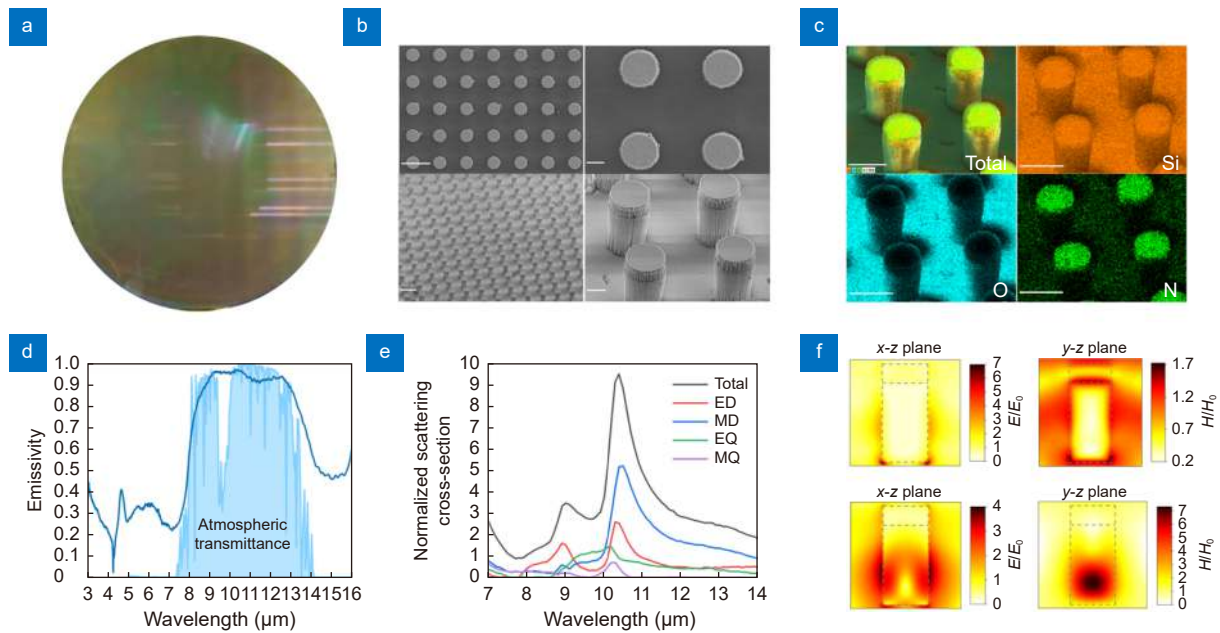 a
b
c
Total
Si
O
N
d
Emissivity
1.0
0.9
0.8
0.7
0.6
0.5
0.4
0.3
0.2
0.1
0
Atmospheric
transmittance
3 4 5 6 7 8 9 10 11 12 13 14 15 16
Wavelength (μm)
e
Normalized scattering
cross-section
10
9
8
7
6
5
4
3
2
1
0
Total
ED
MD
EQ
MQ
7 8 9 10 11 12 13 14
Wavelength (μm)
f
x-z plane
7
6
5
4
3
2
1
0
E/E0
y-z plane
1.7
1.2
0.7
0.2
H/H0
x-z plane
4
3
2
1
0
E/E0
y-z plane
7
6
5
4
3
2
1
0
H/H0